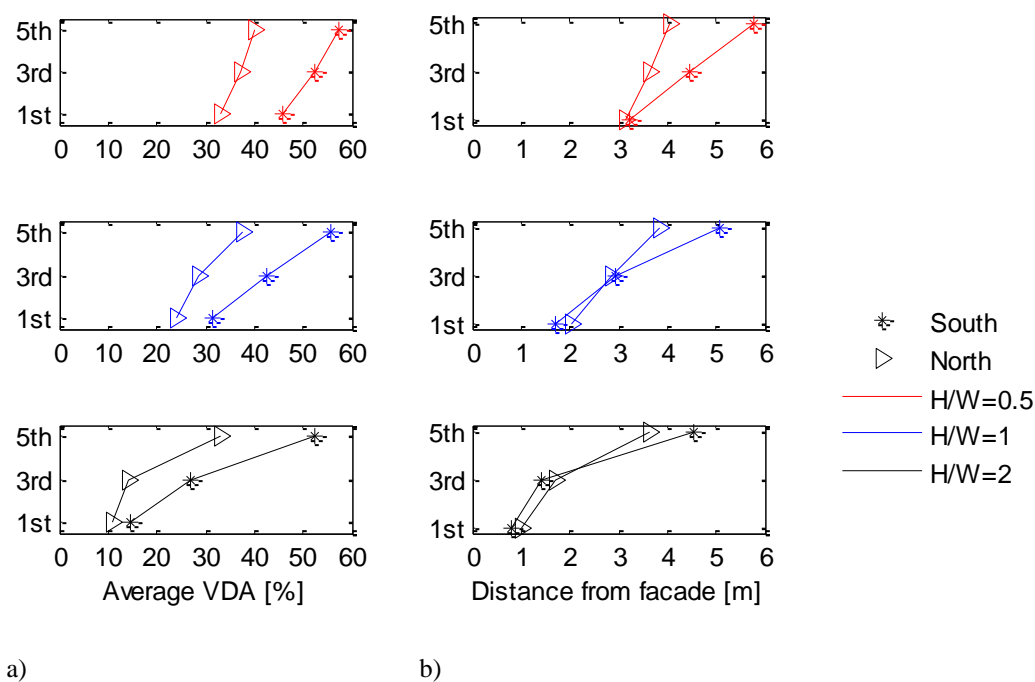 5th
3rd
1st
0 10 20 30 40 50 60
5th
3rd
1st
0 1 2 3 4 5 6
5th
3rd
1st
0 10 20 30 40 50 60
5th
3rd
1st
0 1 2 3 4 5 6
5th
3rd
1st
0 10 20 30 40 50 60
Average VDA [%]
5th
3rd
1st
0 1 2 3 4 5 6
Distance from facade [m]
South
North
H/W=0.5
H/W=1
H/W=2
a)
b)